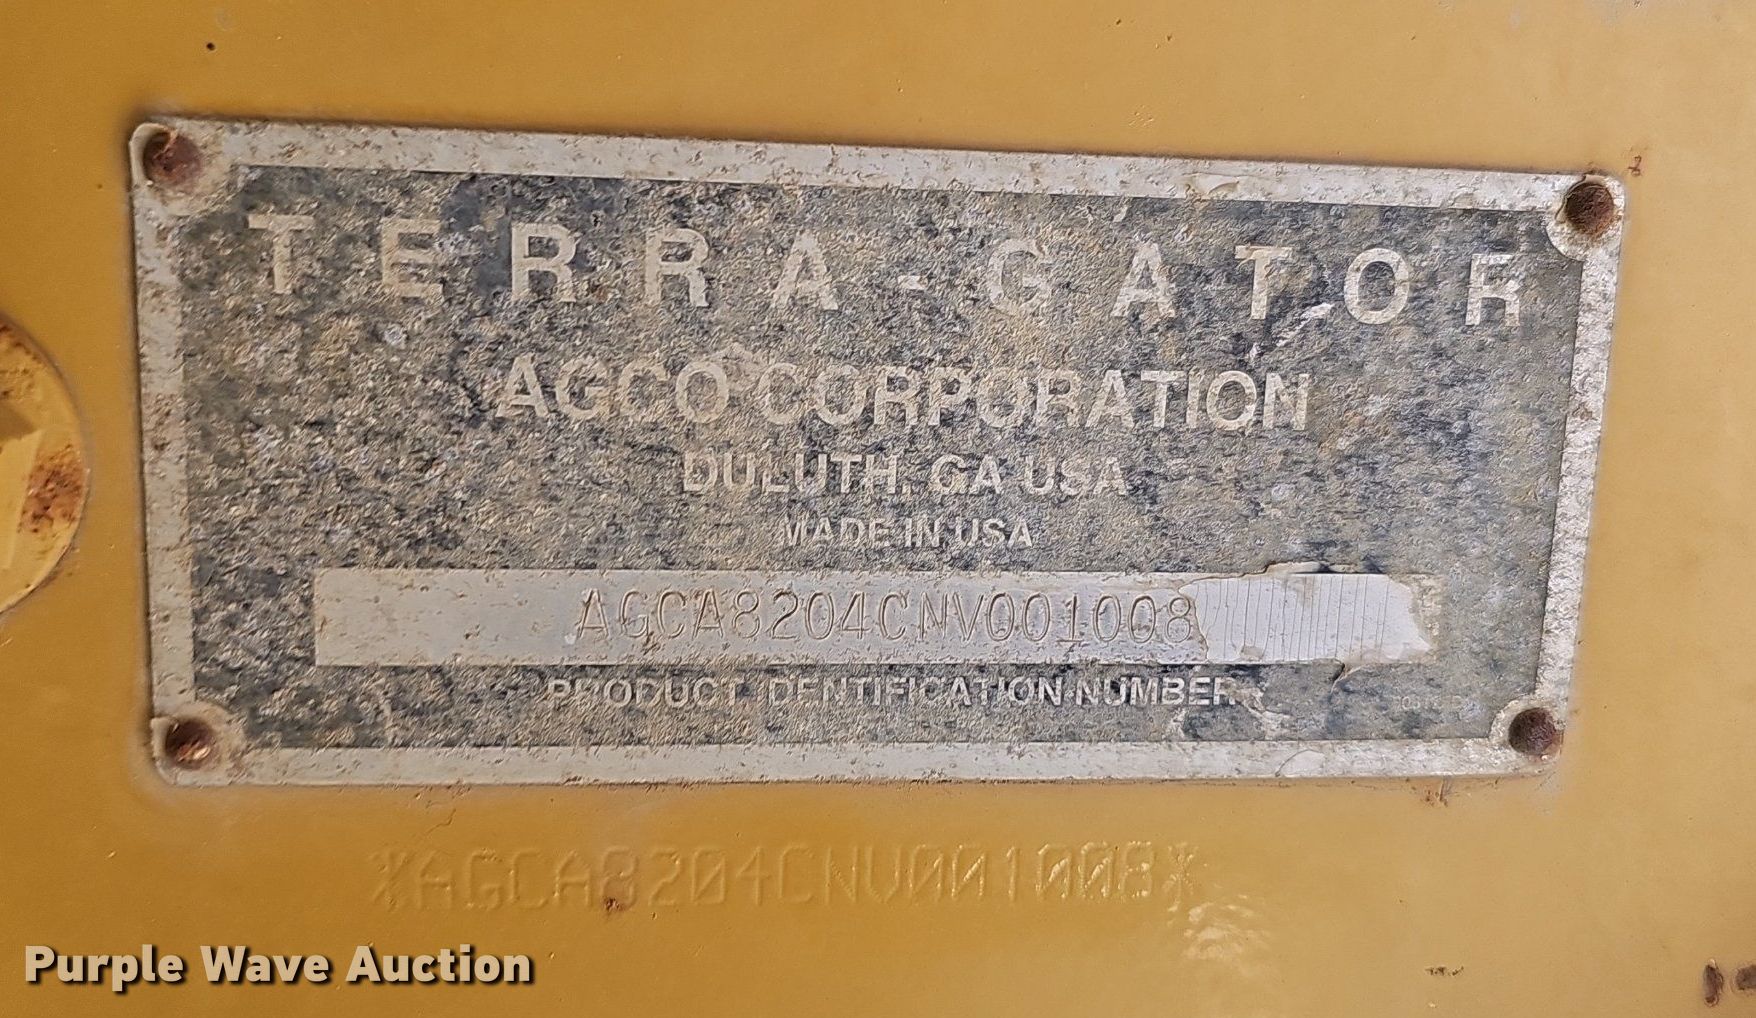 TERRA-GATOR
AGCO CORPORATION
DULUTH, GA USA
MADE IN USA
AGCA8204CNV001008
PRODUCT IDENTIFICATION NUMBER
*AGCA8204CNV001008*
Purple Wave Auction